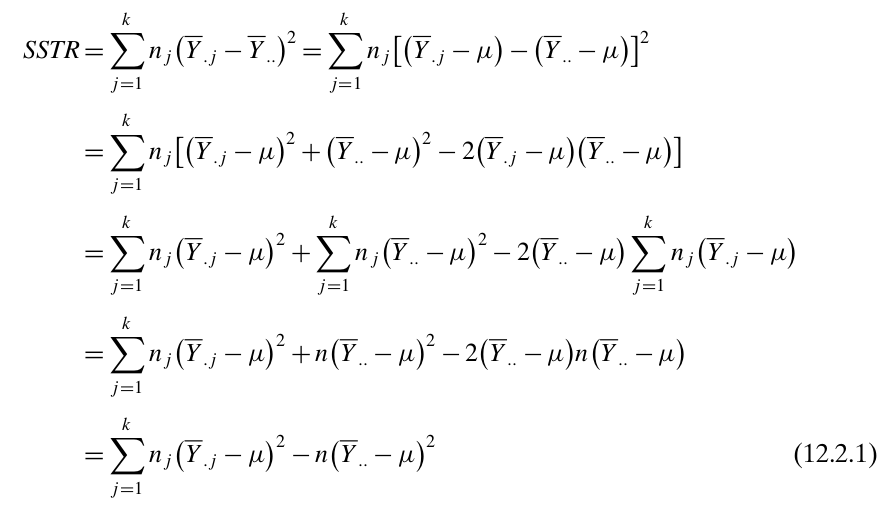 $SSTR = \sum_{j=1}^{k} n_j (\overline{Y}_{.j} - \overline{Y}_{..})^2 = \sum_{j=1}^{k} n_j [(\overline{Y}_{.j} - \mu) - (\overline{Y}_{..} - \mu)]^2$
$= \sum_{j=1}^{k} n_j [(\overline{Y}_{.j} - \mu)^2 + (\overline{Y}_{..} - \mu)^2 - 2(\overline{Y}_{.j} - \mu)(\overline{Y}_{..} - \mu)]$
$= \sum_{j=1}^{k} n_j (\overline{Y}_{.j} - \mu)^2 + \sum_{j=1}^{k} n_j (\overline{Y}_{..} - \mu)^2 - 2(\overline{Y}_{..} - \mu) \sum_{j=1}^{k} n_j (\overline{Y}_{.j} - \mu)$
$= \sum_{j=1}^{k} n_j (\overline{Y}_{.j} - \mu)^2 + n(\overline{Y}_{..} - \mu)^2 - 2(\overline{Y}_{..} - \mu) n(\overline{Y}_{..} - \mu)$
$= \sum_{j=1}^{k} n_j (\overline{Y}_{.j} - \mu)^2 - n(\overline{Y}_{..} - \mu)^2$ (12.2.1)